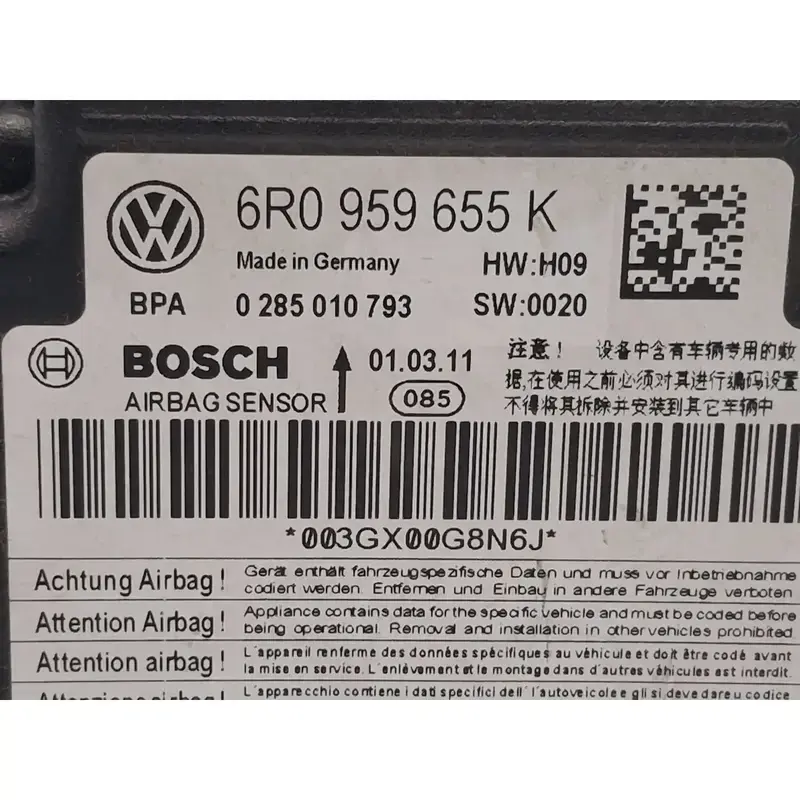 6R0 959 655 K
Made in Germany HW:H09
BPA 0 285 010 793 SW:0020
BOSCH 01.03.11
AIRBAG SENSOR 085
注意！ 设备中含有车辆专用的数
据,在使用之前必须对其进行编码设置
不得将其拆除并安装到其它车辆中
*003GX00G8N6J*
Achtung Airbag! Gerät enthält fahrzeugspezifische Daten und muss vor Inbetriebnahme
codiert werden. Entfernen und Einbau in andere Fahrzeuge verboten
Attention Airbag! Appliance contains data for the specific vehicle and must be coded before
being operational. Removal and installation in other vehicles prohibited.
Attention airbag! L'appareil renferme des données spécifiques au véhicule et doit être codé avant
la mise en service. L'enlèvement et le montage dans d'autres véhicules est interdit.
Attenzione airbag! L'apparecchio contiene i dati specifici dell'autoveicolo e gli si deve dare u codice